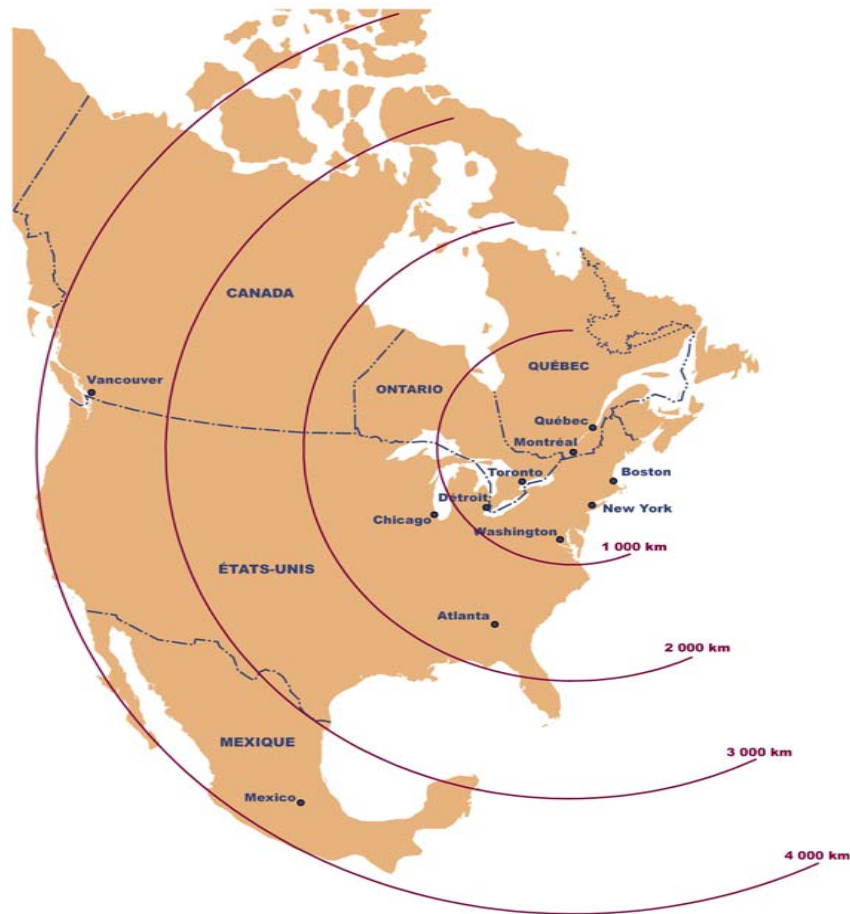 CANADA
QUÉBEC
Vancouver
ONTARIO
Québec
Montréal
Toronto
Boston
Détroit
New York
Chicago
Washington
1 000 km
ÉTATS-UNIS
Atlanta
2 000 km
MEXIQUE
3 000 km
Mexico
4 000 km